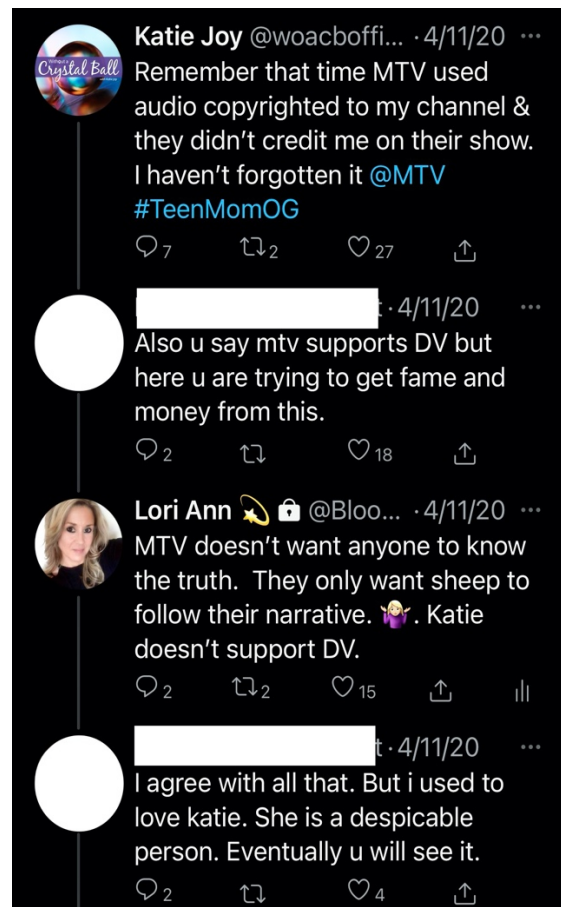 Katie Joy @woacboffi... · 4/11/20 ...
Crystal Ball
Remember that time MTV used
audio copyrighted to my channel &
they didn't credit me on their show.
I haven't forgotten it @MTV
#TeenMomOG
7 2 27
t · 4/11/20 ...
Also u say mtv supports DV but
here u are trying to get fame and
money from this.
2 18
Lori Ann 💫 🔒 @Bloo... · 4/11/20 ...
MTV doesn't want anyone to know
the truth.  They only want sheep to
follow their narrative. 🤷🏼‍♀️. Katie
doesn't support DV.
2 2 15
t · 4/11/20 ...
I agree with all that. But i used to
love katie. She is a despicable
person. Eventually u will see it.
2 4